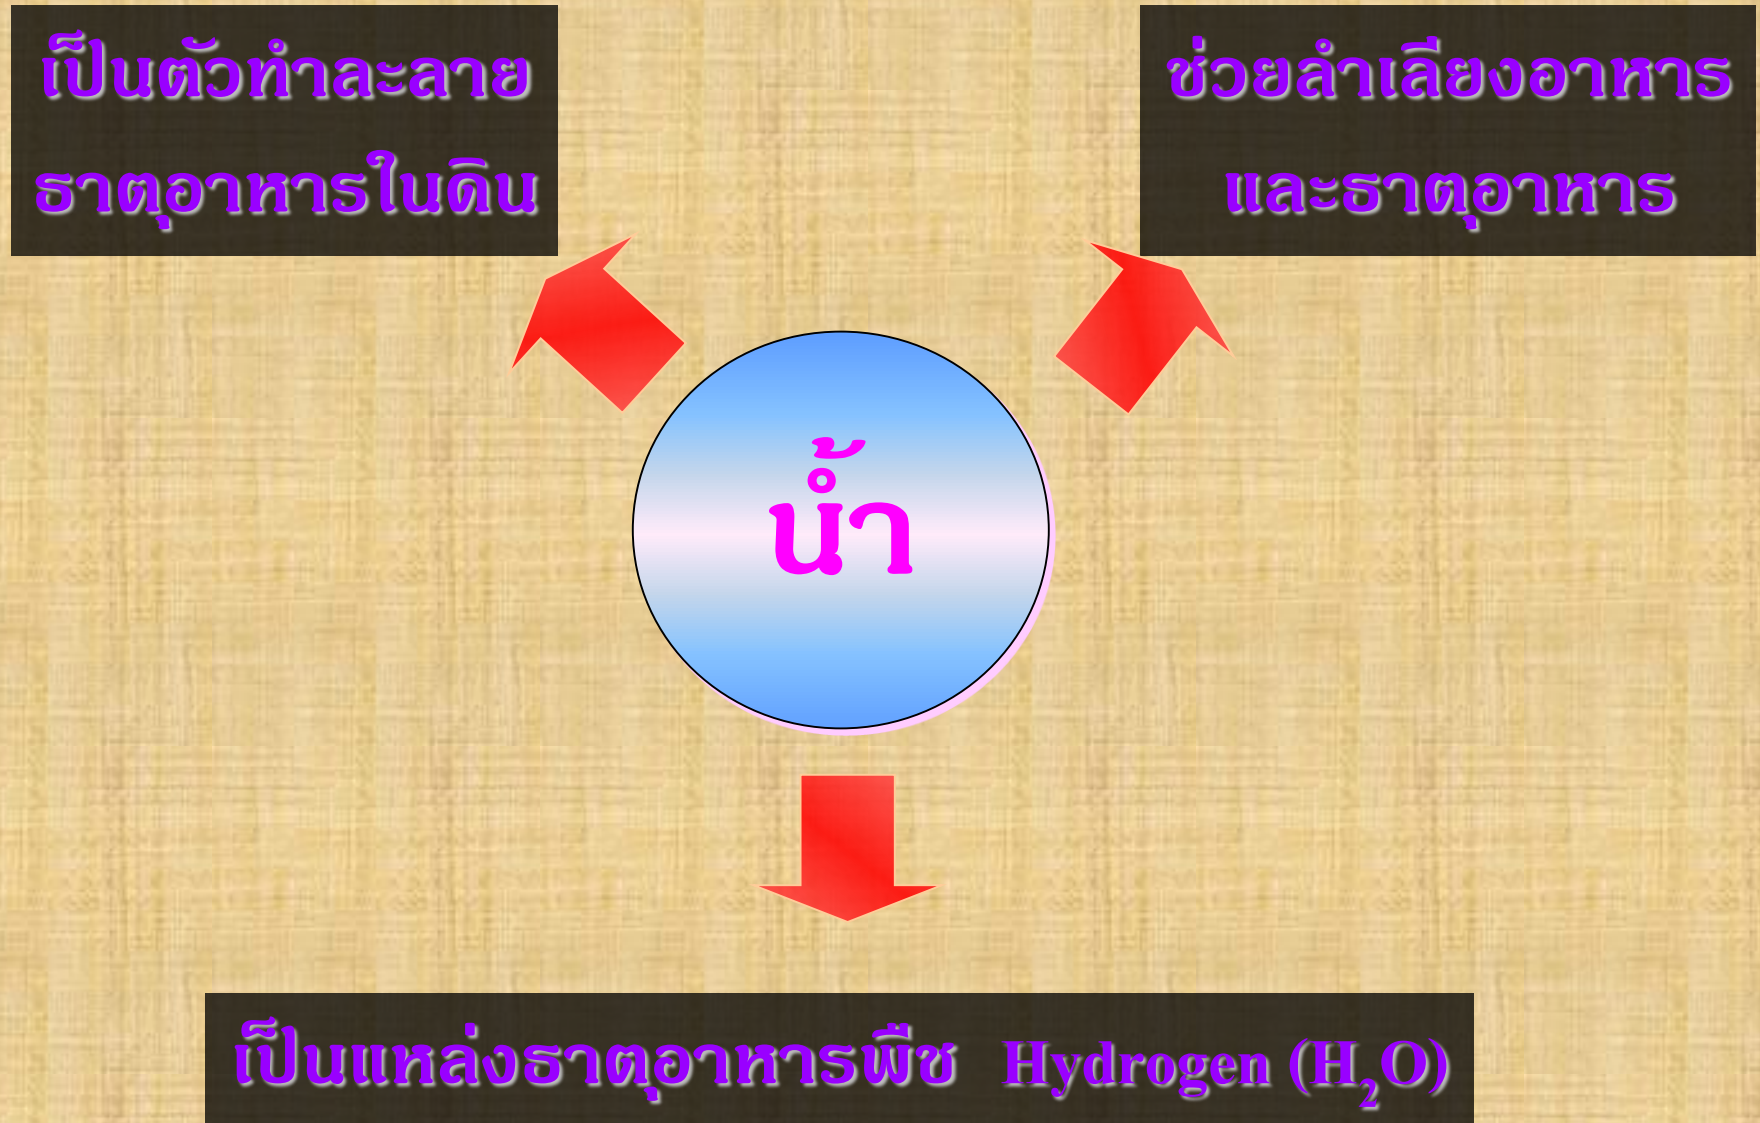 เป็นตัวทำละลาย
ธาตุอาหารในดิน
ช่วยลำเลียงอาหาร
และธาตุอาหาร
น้ำ
เป็นแหล่งธาตุอาหารพืช Hydrogen (H₂O)